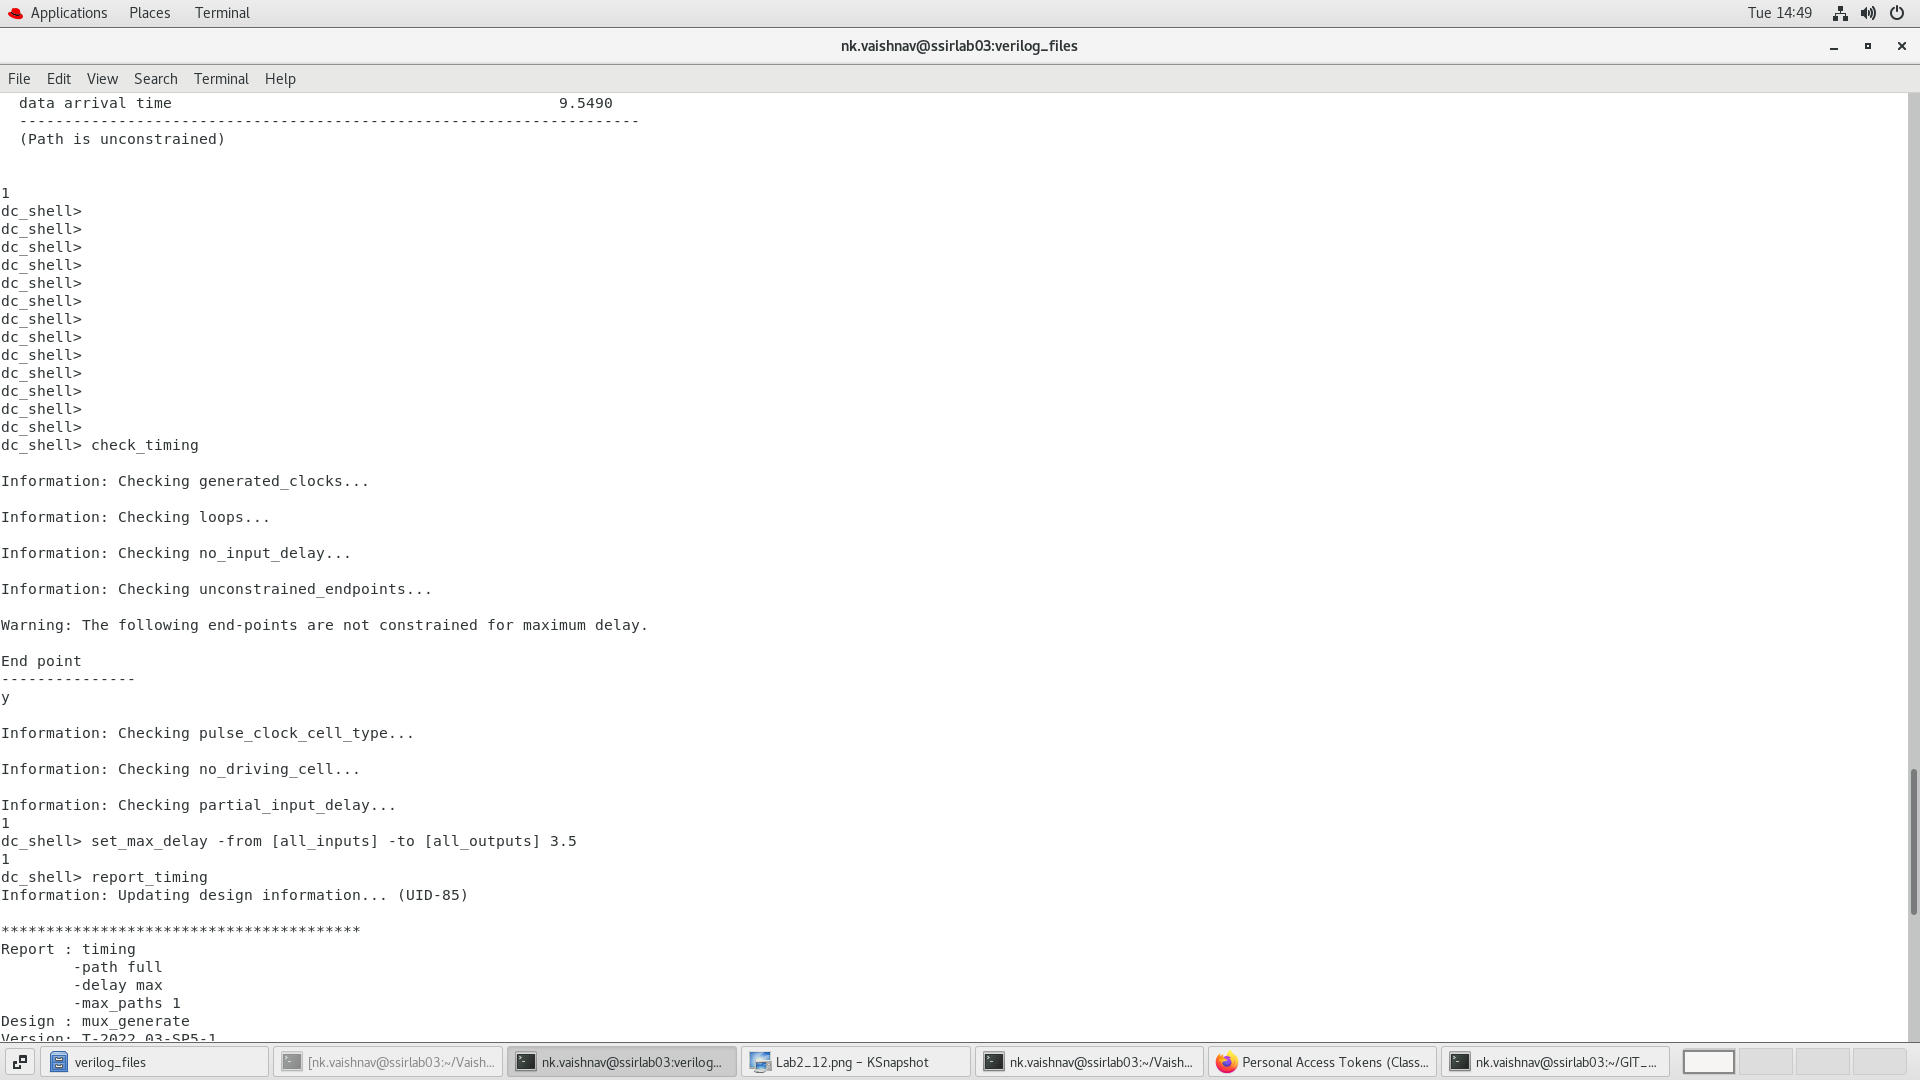 Applications Places Terminal Tue 14:49
nk.vaishnav@ssirlab03:verilog_files
File Edit View Search Terminal Help
data arrival time 9.5490
---------------------------------------------------------------------
(Path is unconstrained)
1
dc_shell>
dc_shell>
dc_shell>
dc_shell>
dc_shell>
dc_shell>
dc_shell>
dc_shell>
dc_shell>
dc_shell>
dc_shell>
dc_shell>
dc_shell>
dc_shell> check_timing
Information: Checking generated_clocks...
Information: Checking loops...
Information: Checking no_input_delay...
Information: Checking unconstrained_endpoints...
Warning: The following end-points are not constrained for maximum delay.
End point
---------------
y
Information: Checking pulse_clock_cell_type...
Information: Checking no_driving_cell...
Information: Checking partial_input_delay...
1
dc_shell> set_max_delay -from [all_inputs] -to [all_outputs] 3.5
1
dc_shell> report_timing
Information: Updating design information... (UID-85)
****************************************
Report : timing
-path full
-delay max
-max_paths 1
Design : mux_generate
Version: T-2022.03-SP5-1
verilog_files [nk.vaishnav@ssirlab03:~/Vaish... nk.vaishnav@ssirlab03:verilog... Lab2_12.png – KSnapshot nk.vaishnav@ssirlab03:~/Vaish... Personal Access Tokens (Class... nk.vaishnav@ssirlab03:~/GIT_...